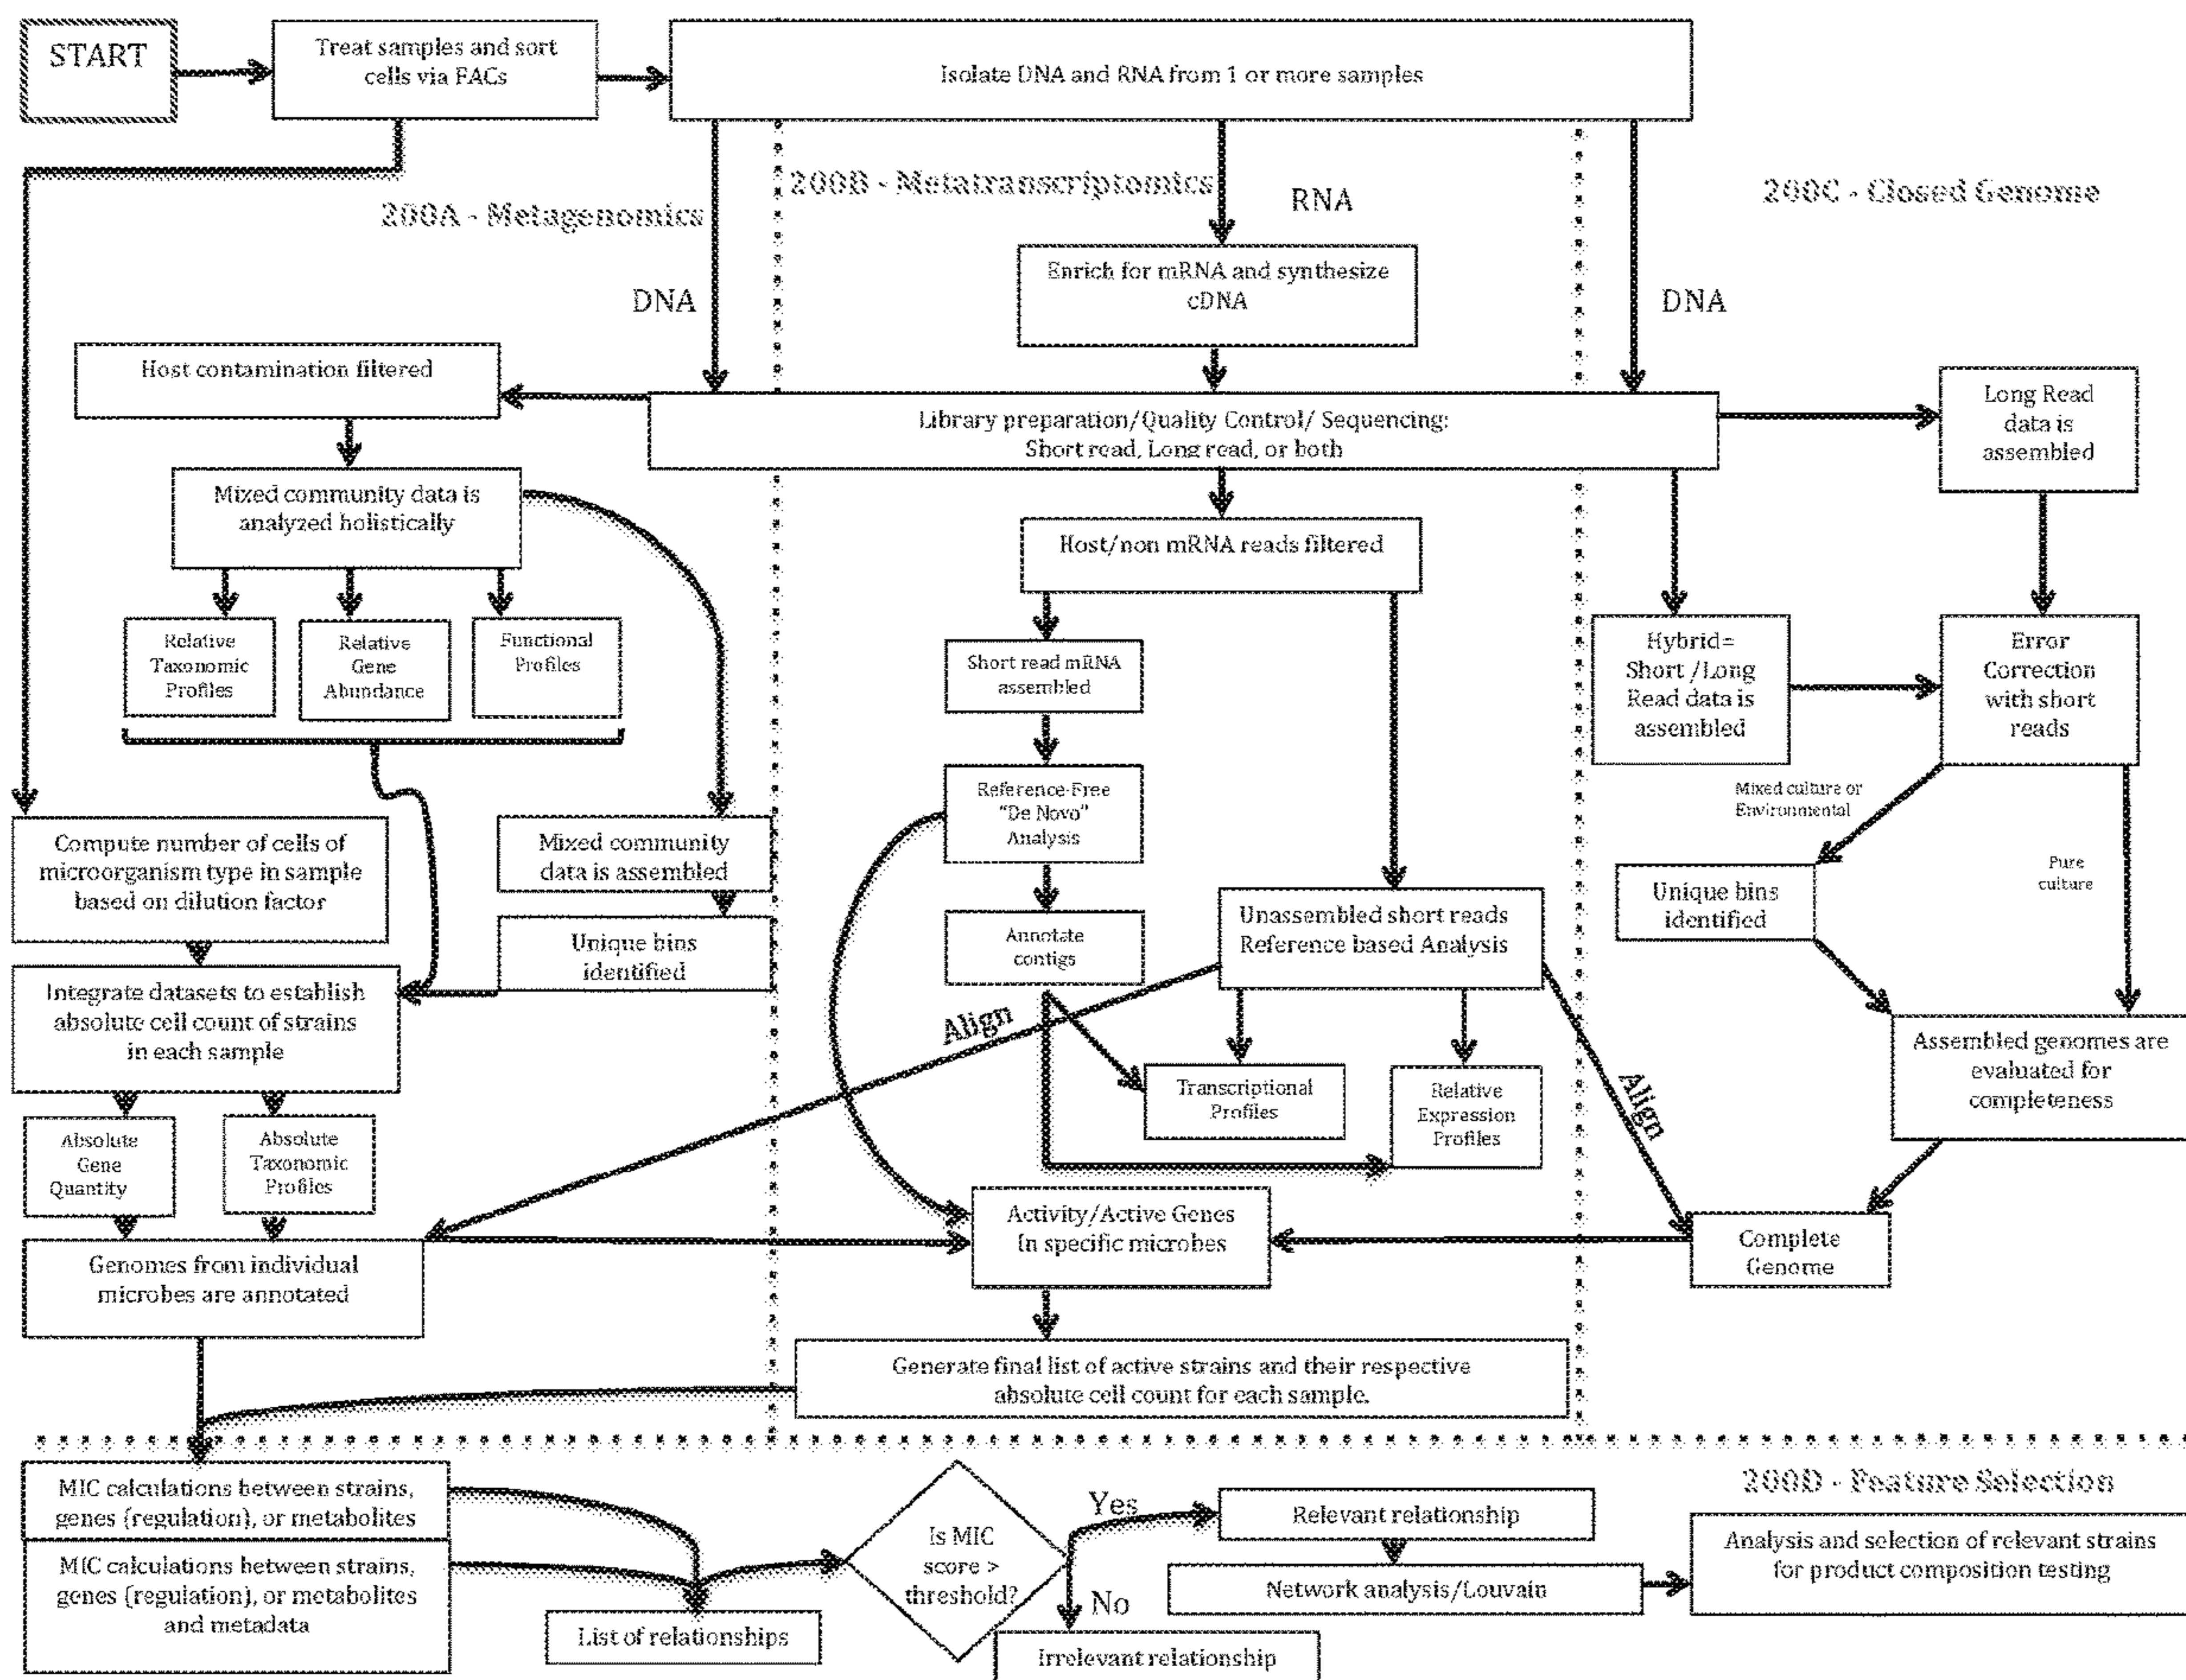 START
Treat samples and sort
cells via FACs
Isolate DNA and RNA from 1 or more samples
200A - Metagenomics
200B - Metatranscriptomics
200C - Closed Genome
DNA
RNA
DNA
Enrich for mRNA and synthesize
cDNA
Host contamination filtered
Library preparation/Quality Control/ Sequencing:
Short read, Long read, or both
Long Read
data is
assembled
Mixed community data is
analyzed holistically
Host/non mRNA reads filtered
Relative
Taxonomic
Profiles
Relative
Gene
Abundance
Functional
Profiles
Short read mRNA
assembled
Hybrid=
Short /Long
Read data is
assembled
Error
Correction
with short
reads
Reference-Free
"De Novo"
Analysis
Mixed culture or
Environmental
Pure
culture
Compute number of cells of
microorganism type in sample
based on dilution factor
Mixed community
data is assembled
Unique bins
identified
Annotate
contigs
Unassembled short reads
Reference based Analysis
Unique bins
identified
Integrate datasets to establish
absolute cell count of strains
in each sample
Align
Align
Transcriptional
Profiles
Relative
Expression
Profiles
Assembled genomes are
evaluated for
completeness
Absolute
Gene
Quantity
Absolute
Taxonomic
Profiles
Genomes from individual
microbes are annotated
Activity/Active Genes
In specific microbes
Complete
Genome
Generate final list of active strains and their respective
absolute cell count for each sample.
200D - Feature Selection
MIC calculations between strains,
genes (regulation), or metabolites
MIC calculations between strains,
genes (regulation), or metabolites
and metadata
List of relationships
Is MIC
score >
threshold?
Yes
No
Relevant relationship
Network analysis/Louvain
Irrelevant relationship
Analysis and selection of relevant strains
for product composition testing